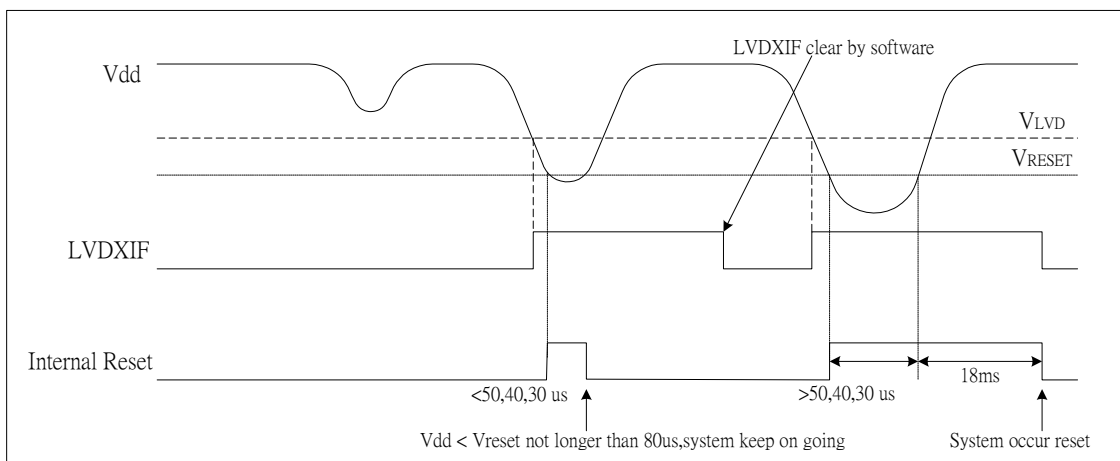 LVDXIF clear by software
Vdd
VLVD
VRESET
LVDXIF
Internal Reset
18ms
<50,40,30 us
>50,40,30 us
Vdd < Vreset not longer than 80us,system keep on going
System occur reset